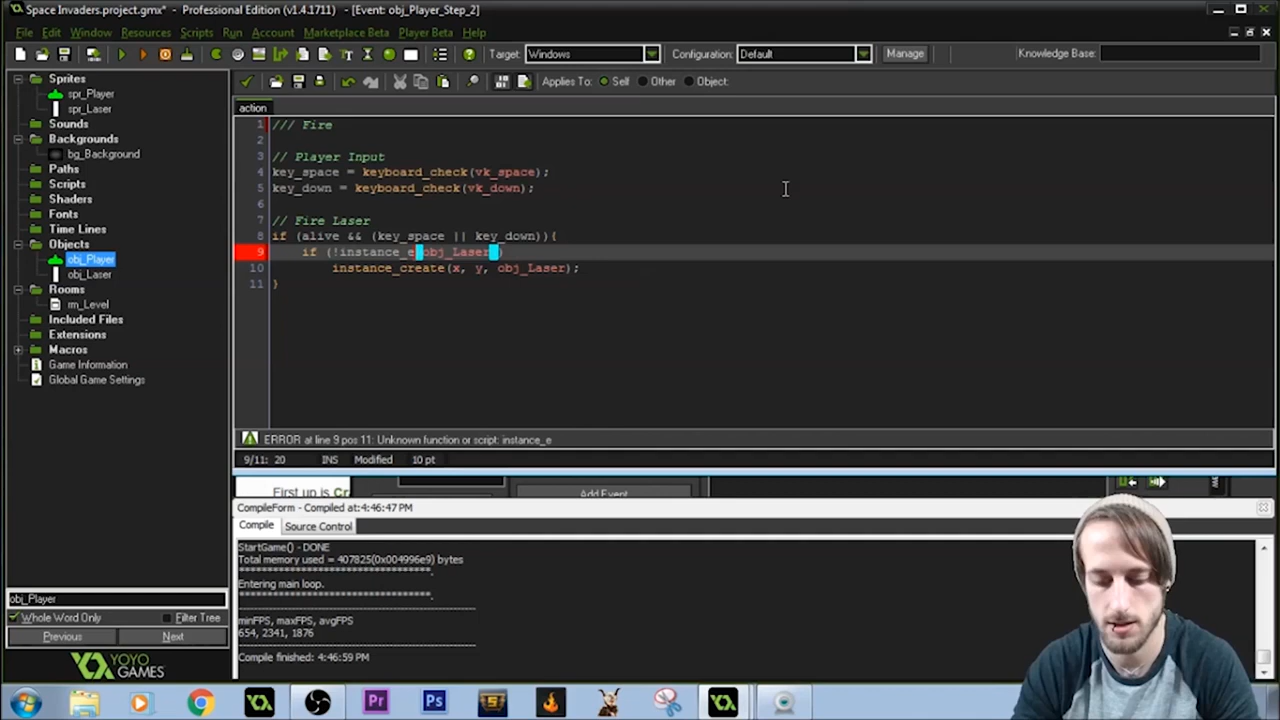 Space Invaders.project.gmx* - Professional Edition (v1.4.1711) - [Event: obj_Player_Step_2]
File Edit Window Resources Scripts Run Account Marketplace Beta Player Beta Help
Target: Windows Configuration: Default Manage Knowledge Base:
Applies To: Self Other Object:
action
Sprites
spr_Player
spr_Laser
Sounds
Backgrounds
bg_Background
Paths
Scripts
Shaders
Fonts
Time Lines
Objects
obj_Player
obj_Laser
Rooms
rm_Level
Included Files
Extensions
Macros
Game Information
Global Game Settings
1 /// Fire
2
3 // Player Input
4 key_space = keyboard_check(vk_space);
5 key_down = keyboard_check(vk_down);
6
7 // Fire Laser
8 if (alive && (key_space || key_down)){
9 if (!instance_e(obj_Laser))
10 instance_create(x, y, obj_Laser);
11 }
ERROR at line 9 pos 11: Unknown function or script: instance_e
9/11: 20 INS Modified 10 pt
First up is Cr
Add Event
CompileForm - Compiled at:4:46:47 PM
Compile Source Control
StartGame() - DONE
Total memory used = 407825(0x004996e9) bytes
Entering main loop.
minFPS, maxFPS, avgFPS
654, 2341, 1876
Compile finished: 4:46:59 PM
obj_Player
Whole Word Only Filter Tree
Previous Next
YOYO
GAMES
Pr Ps